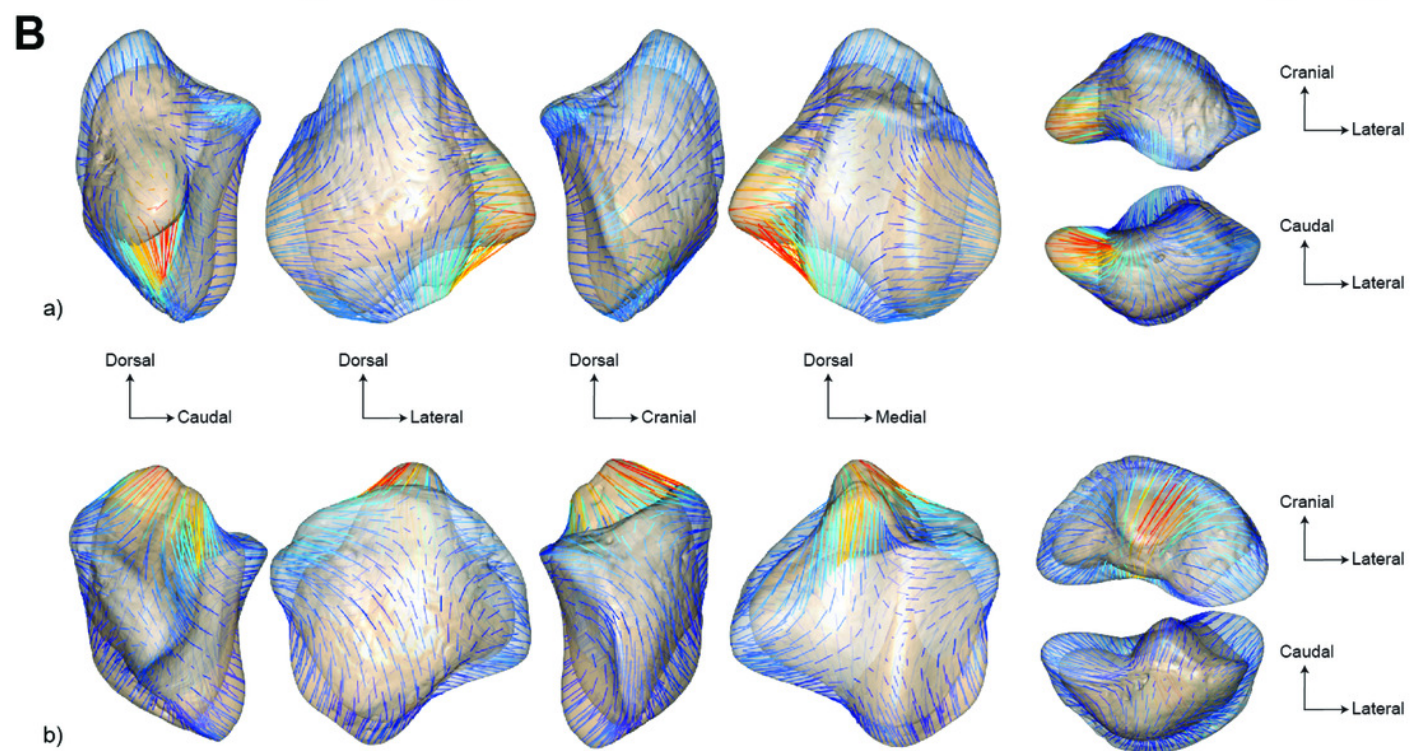 B
Cranial
Lateral
Caudal
Lateral
a)
Dorsal
Caudal
Dorsal
Lateral
Dorsal
Cranial
Dorsal
Medial
Cranial
Lateral
Caudal
Lateral
b)